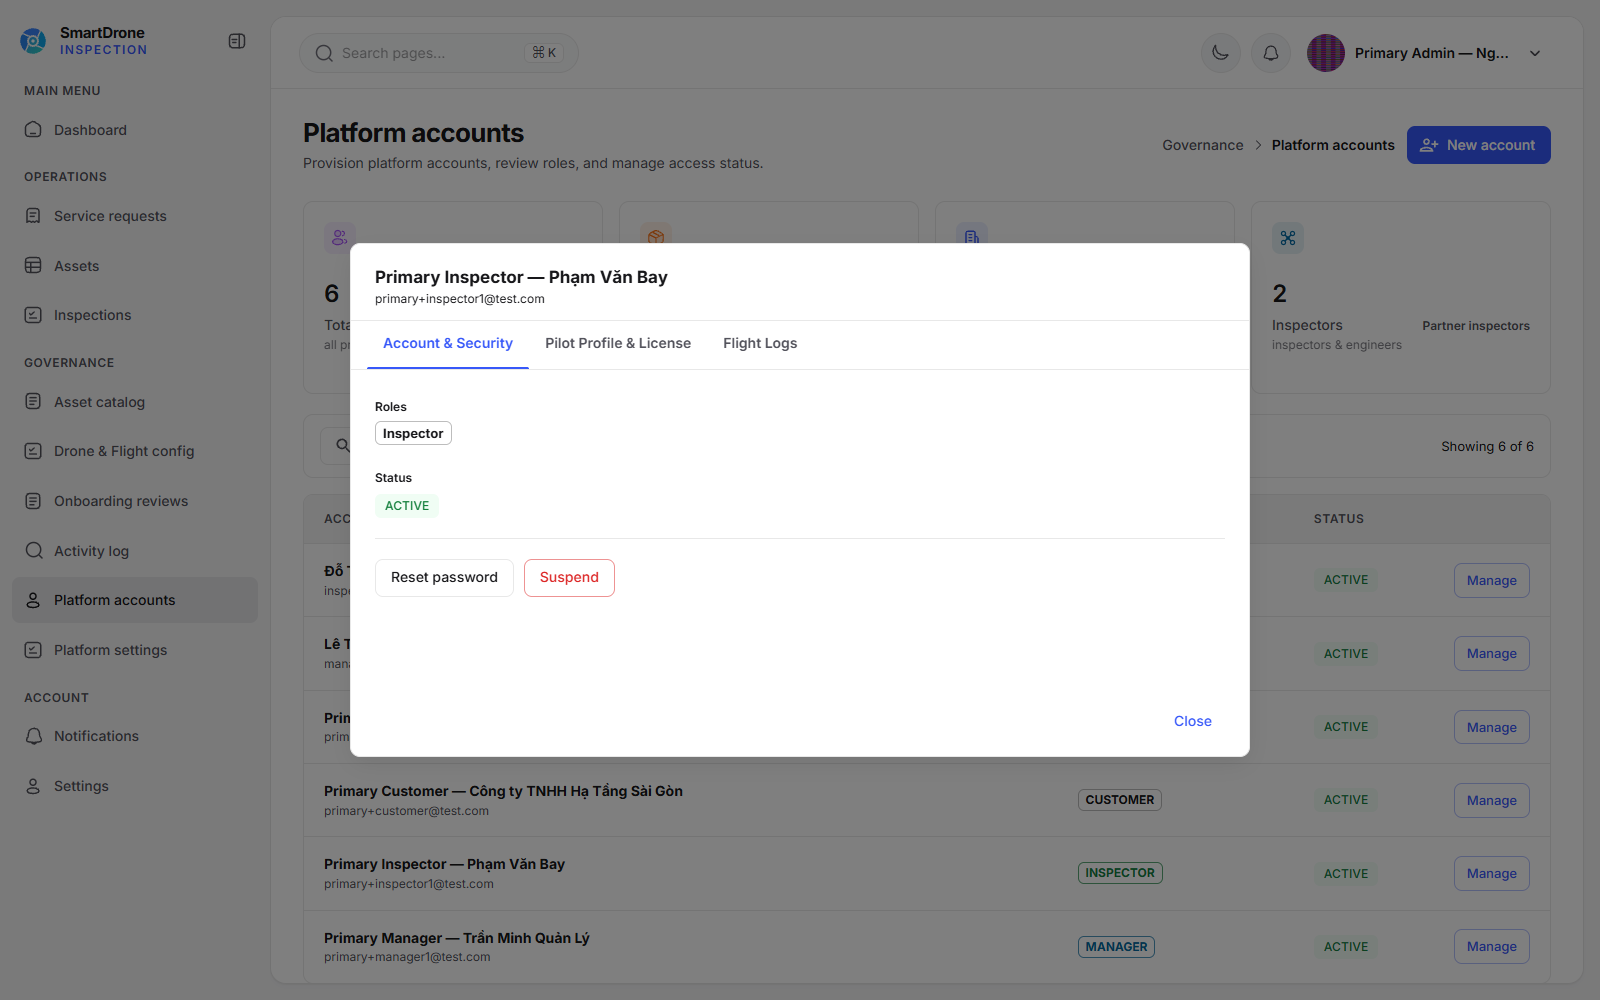 SmartDrone
INSPECTION
Search pages...
⌘ K
Primary Admin — Ng...
MAIN MENU
Dashboard
OPERATIONS
Service requests
Assets
Inspections
GOVERNANCE
Asset catalog
Drone & Flight config
Onboarding reviews
Activity log
Platform accounts
Platform settings
ACCOUNT
Notifications
Settings
Platform accounts
Provision platform accounts, review roles, and manage access status.
Governance > Platform accounts
New account
6
2
Inspectors
Partner inspectors
inspectors & engineers
Showing 6 of 6
STATUS
Primary Inspector — Phạm Văn Bay
primary+inspector1@test.com
Account & Security
Pilot Profile & License
Flight Logs
Roles
Inspector
Status
ACTIVE
Reset password
Suspend
Close
ACTIVE
Manage
ACTIVE
Manage
ACTIVE
Manage
Primary Customer — Công ty TNHH Hạ Tầng Sài Gòn
primary+customer@test.com
CUSTOMER
ACTIVE
Manage
Primary Inspector — Phạm Văn Bay
primary+inspector1@test.com
INSPECTOR
ACTIVE
Manage
Primary Manager — Trần Minh Quản Lý
primary+manager1@test.com
MANAGER
ACTIVE
Manage